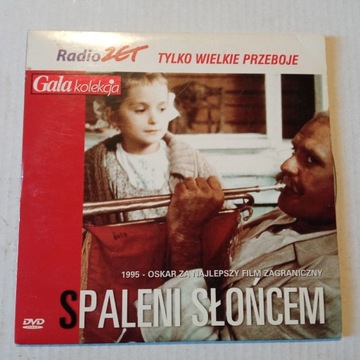 Radio ZET TYLKO WIELKIE PRZEBOJE
Gala kolekcja
1995 - OSKAR ZA NAJLEPSZY FILM ZAGRANICZNY
SPALENI SŁOŃCEM
DVD